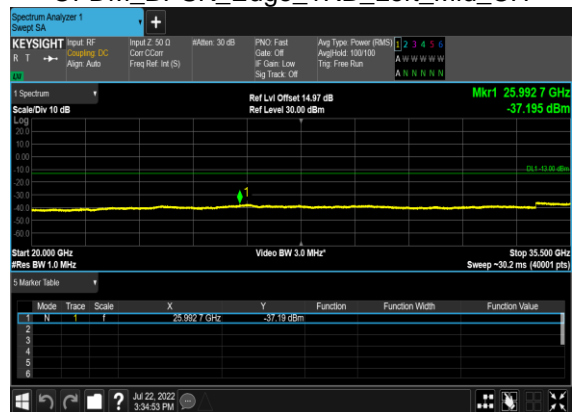 Spectrum Analyzer 1
Swept SA
KEYSIGHT
R T
LW
Input: RF
Coupling: DC
Align: Auto
Input Z: 50 Ω
Corr CCorr
Freq Ref: Int (S)
#Atten: 30 dB
PNO: Fast
Gate: Off
IF Gain: Low
Sig Track: Off
Avg Type: Power (RMS)
Avg|Hold: 100/100
Trig: Free Run
1 2 3 4 5 6
A W W W W W
A N N N N N
1 Spectrum
Scale/Div 10 dB
Ref Lvl Offset 14.97 dB
Ref Level 30.00 dBm
Mkr1 25.992 7 GHz
-37.195 dBm
Log
20.0
10.0
0.00
-10.0
DL1 -13.00 dBm
-20.0
-30.0
1
-40.0
-50.0
-60.0
Start 20.000 GHz
Video BW 3.0 MHz*
Stop 35.500 GHz
#Res BW 1.0 MHz
Sweep ~30.2 ms (40001 pts)
5 Marker Table
Mode Trace Scale X Y Function Function Width Function Value
1 N 1 f 25.992 7 GHz -37.19 dBm
2
3
4
5
6
Jul 22, 2022
3:34:53 PM